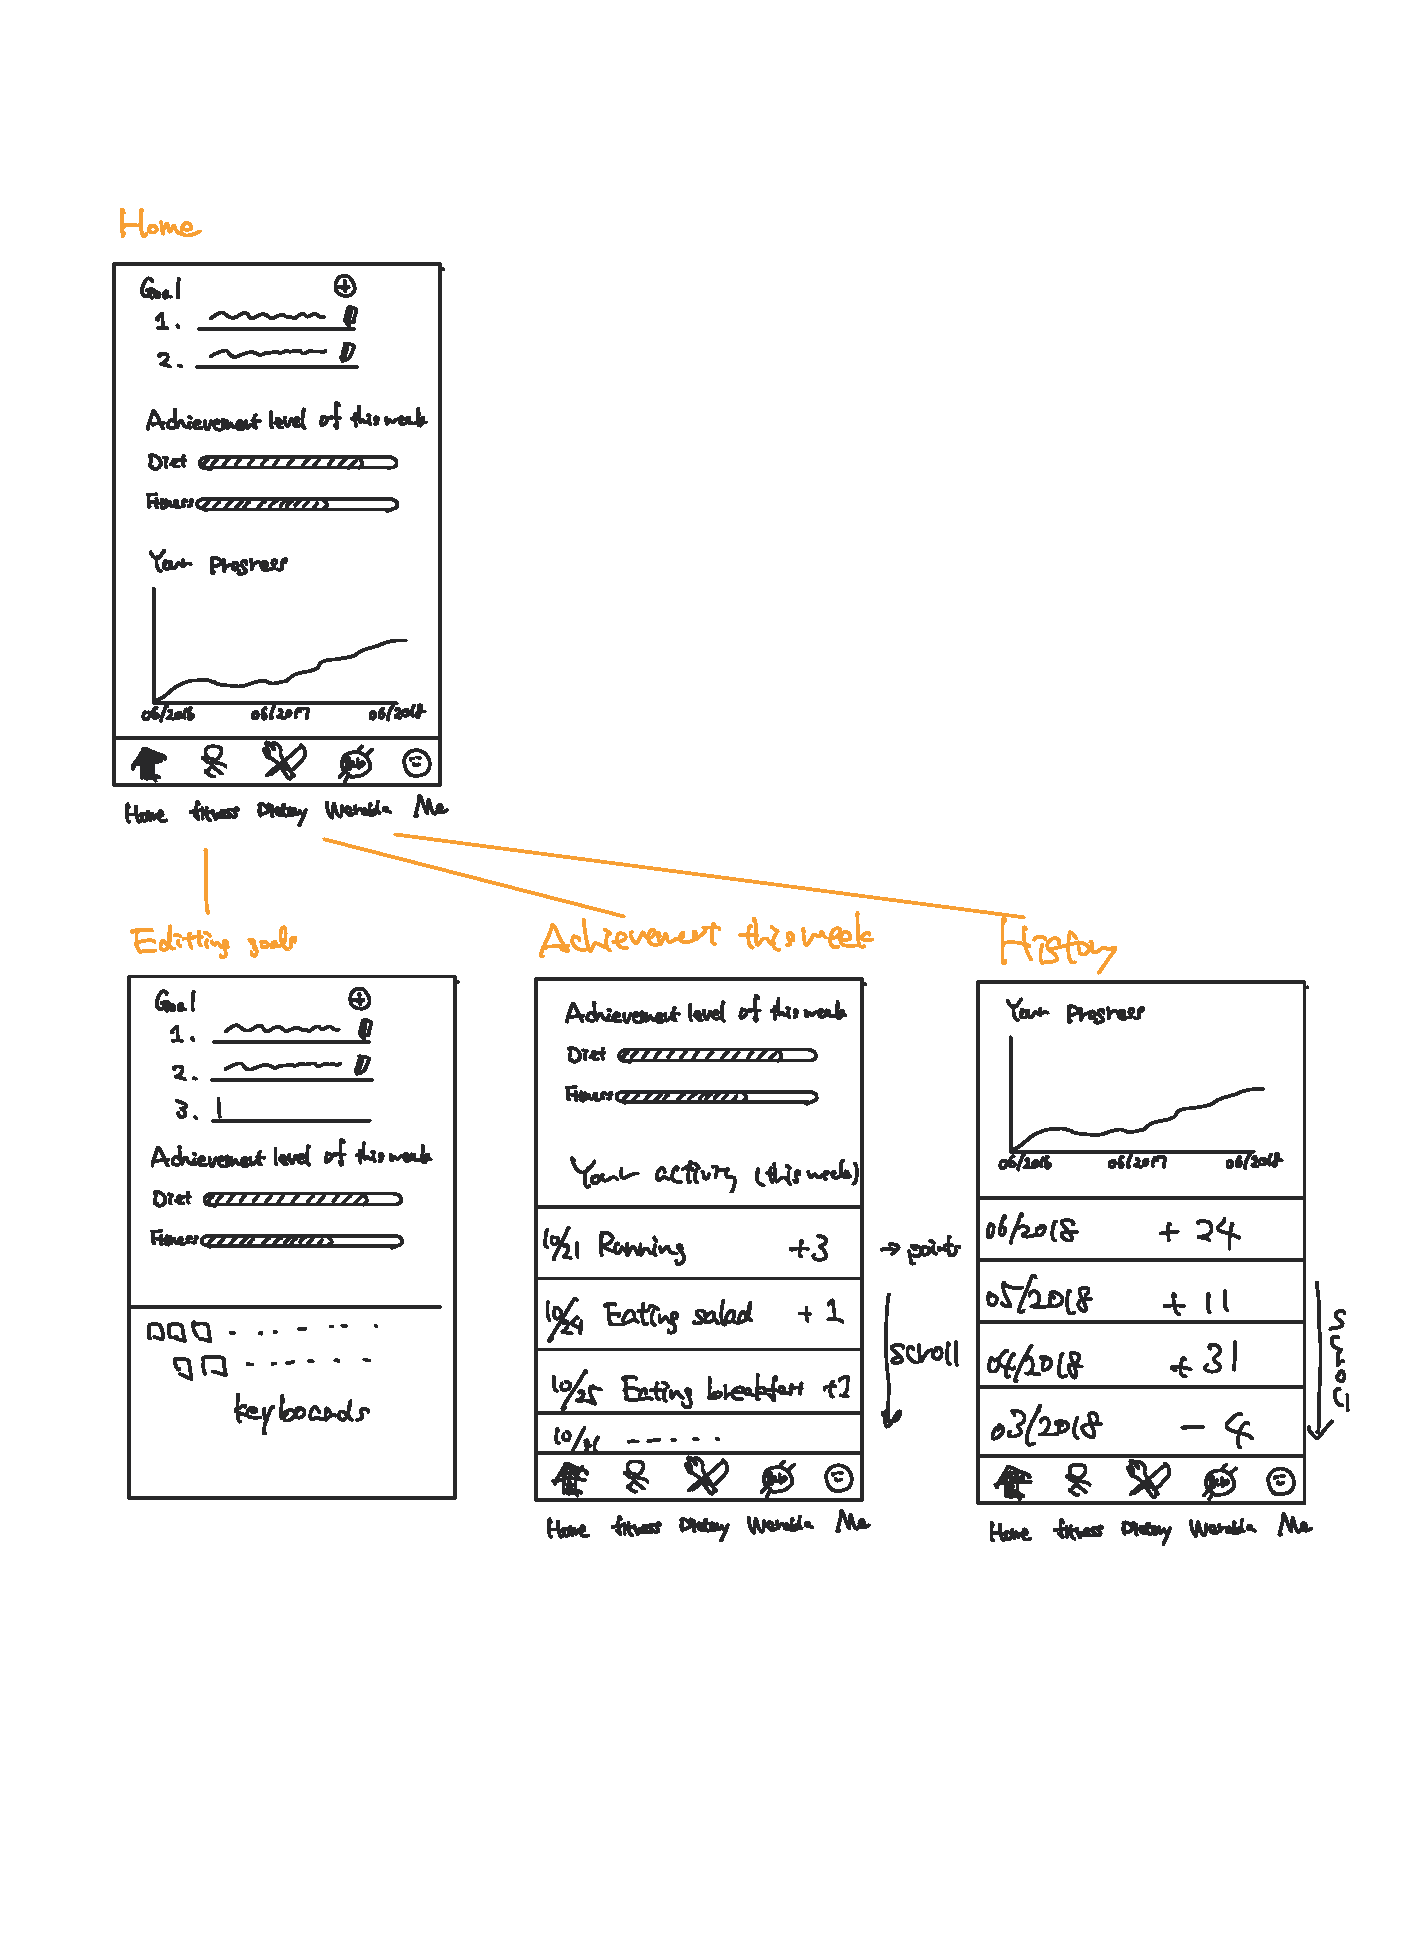 Home
Goal
1.
2.
Achievement level of this week
Diet
Fitness
Your Progress
06/2016 06/2017 06/2018
Home fitness Dietary Me
Editting goals
Goal
1.
2.
3.
Achievement level of this week
Diet
Fitness
keyboards
Achievement this week
Achievement level of this week
Diet
Fitness
Your activity (this week)
10/21 Running +3 → points
10/24 Eating salad +1
scroll
10/25 Eating breakfast +2
10/26
Home fitness Dietary Me
History
Your Progress
06/2016 06/2017 06/2018
06/2018 + 24
05/2018 + 11
04/2018 + 31
03/2018 - 4
scroll
Home fitness Dietary Me